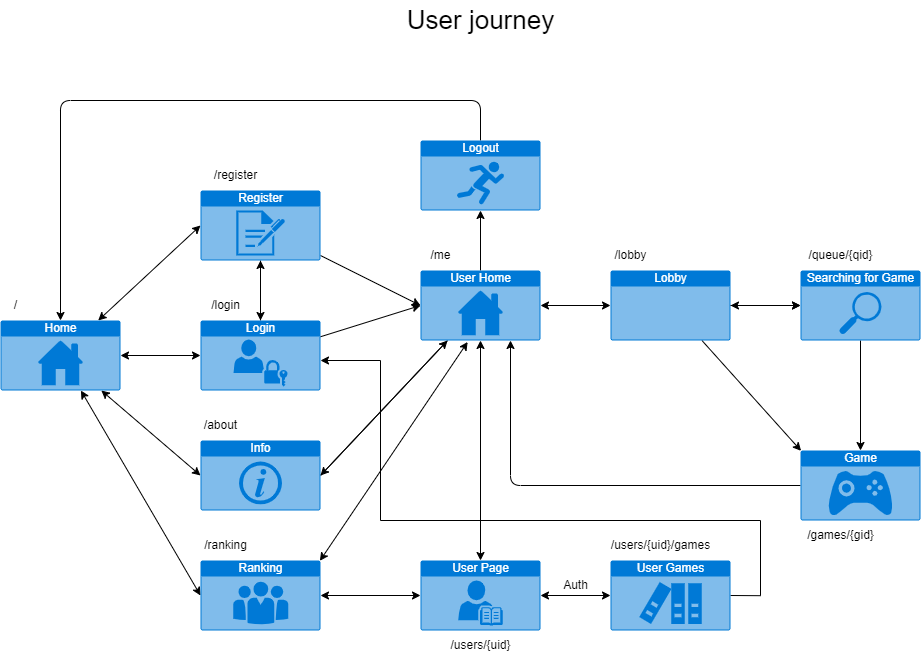 User journey
Logout
/register
Register
/me
/lobby
/queue/{qid}
User Home
Lobby
Searching for Game
/
/login
Home
Login
/about
Info
Game
/games/{gid}
/ranking
/users/{uid}/games
Ranking
User Page
User Games
Auth
/users/{uid}